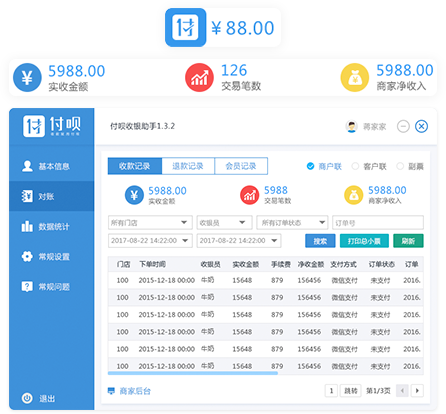 付 ¥ 88.00
¥ 5988.00 126 5988.00
实收金额 交易笔数 ¥ 商家净收入
付 付呗 付呗收银助手1.3.2 蒋家家
收款记录 退款记录 会员记录 商户联 客户联 副票
基本信息
对账
数据统计
常规设置
常规问题
退出
¥ 5988.00 5988 ¥ 5988.00
实收金额 交易笔数 商家净收入
所有门店 收银员 所有订单状态 订单号
2017-08-22 14:22:00 2017-08-22 14:22:00 搜索 打印总小票 刷新
门店 下单时间 收银员 实收金额 手续费 净收金额 支付方式 订单状态 订单
100 2015-12-18 00:00 牛奶 15648 879 156456 微信支付 未支付 2016.
100 2015-12-18 00:00 牛奶 15648 879 156456 微信支付 未支付 2016.
100 2015-12-18 00:00 牛奶 15648 879 156456 微信支付 未支付 2016.
100 2015-12-18 00:00 牛奶 15648 879 156456 微信支付 未支付 2016.
100 2015-12-18 00:00 牛奶 15648 879 156456 微信支付 未支付 2016.
100 2015-12-18 00:00 牛奶 15648 879 156456 微信支付 未支付 2016.
商家后台 1 跳转 第1/3页